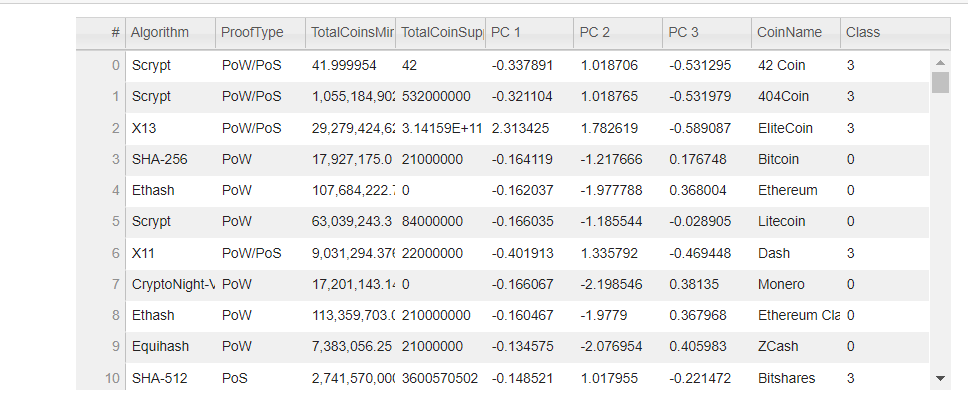 # Algorithm ProofType TotalCoinsMin TotalCoinSup PC 1 PC 2 PC 3 CoinName Class
0 Scrypt PoW/PoS 41.999954 42 -0.337891 1.018706 -0.531295 42 Coin 3
1 Scrypt PoW/PoS 1,055,184,902 532000000 -0.321104 1.018765 -0.531979 404Coin 3
2 X13 PoW/PoS 29,279,424,62 3.14159E+11 2.313425 1.782619 -0.589087 EliteCoin 3
3 SHA-256 PoW 17,927,175.0 21000000 -0.164119 -1.217666 0.176748 Bitcoin 0
4 Ethash PoW 107,684,222. 0 -0.162037 -1.977788 0.368004 Ethereum 0
5 Scrypt PoW 63,039,243.3 84000000 -0.166035 -1.185544 -0.028905 Litecoin 0
6 X11 PoW/PoS 9,031,294.376 22000000 -0.401913 1.335792 -0.469448 Dash 3
7 CryptoNight-V PoW 17,201,143.14 0 -0.166067 -2.198546 0.38135 Monero 0
8 Ethash PoW 113,359,703.0 210000000 -0.160467 -1.9779 0.367968 Ethereum Cla 0
9 Equihash PoW 7,383,056.25 21000000 -0.134575 -2.076954 0.405983 ZCash 0
10 SHA-512 PoS 2,741,570,000 3600570502 -0.148521 1.017955 -0.221472 Bitshares 3